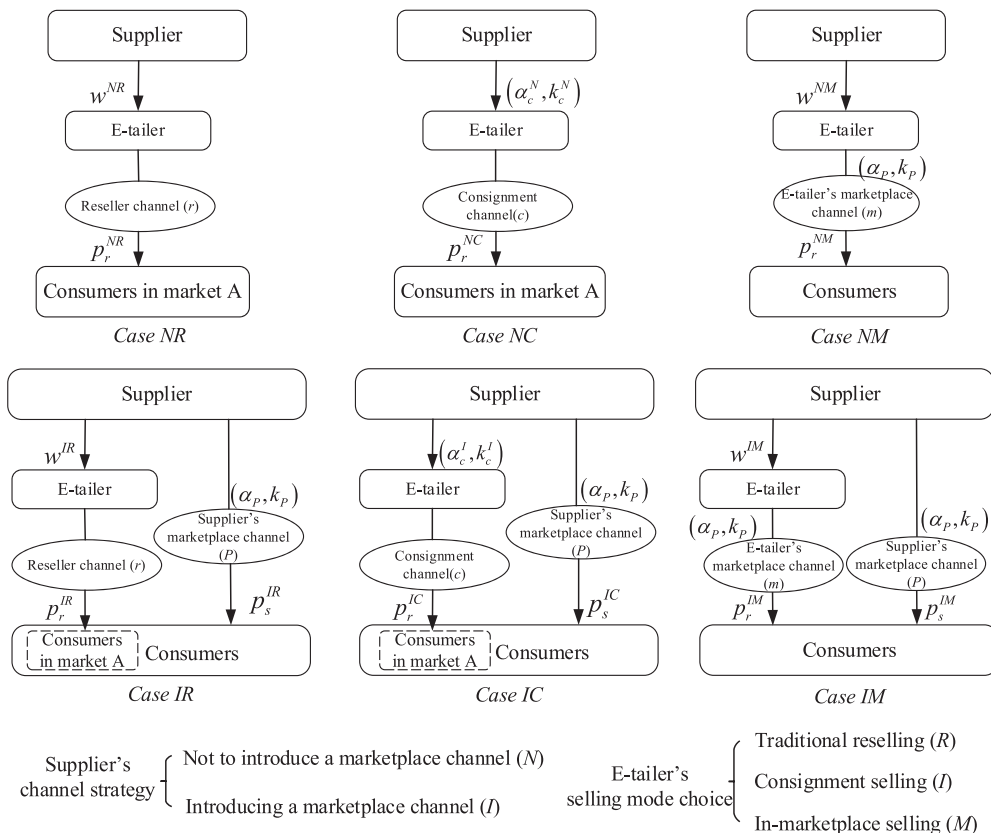 Supplier
w^{NR}
E-tailer
Reseller channel (r)
p_r^{NR}
Consumers in market A
Case NR
Supplier
(α_c^N, k_c^N)
E-tailer
Consignment
channel(c)
p_r^{NC}
Consumers in market A
Case NC
Supplier
w^{NM}
E-tailer
(α_P, k_P)
E-tailer's marketplace
channel (m)
p_r^{NM}
Consumers
Case NM
Supplier
w^{IR}
E-tailer
(α_P, k_P)
Supplier's
marketplace channel
(P)
Reseller channel (r)
p_r^{IR}
p_s^{IR}
Consumers
in market A
Consumers
Case IR
Supplier
(α_c^I, k_c^I)
E-tailer
(α_P, k_P)
Supplier's
marketplace channel
(P)
Consignment
channel(c)
p_r^{IC}
p_s^{IC}
Consumers
in market A
Consumers
Case IC
Supplier
w^{IM}
E-tailer
(α_P, k_P)
(α_P, k_P)
E-tailer's
marketplace channel
(m)
Supplier's
marketplace channel
(P)
p_r^{IM}
p_s^{IM}
Consumers
Case IM
Supplier's
channel strategy
Not to introduce a marketplace channel (N)
Introducing a marketplace channel (I)
E-tailer's
selling mode choice
Traditional reselling (R)
Consignment selling (I)
In-marketplace selling (M)